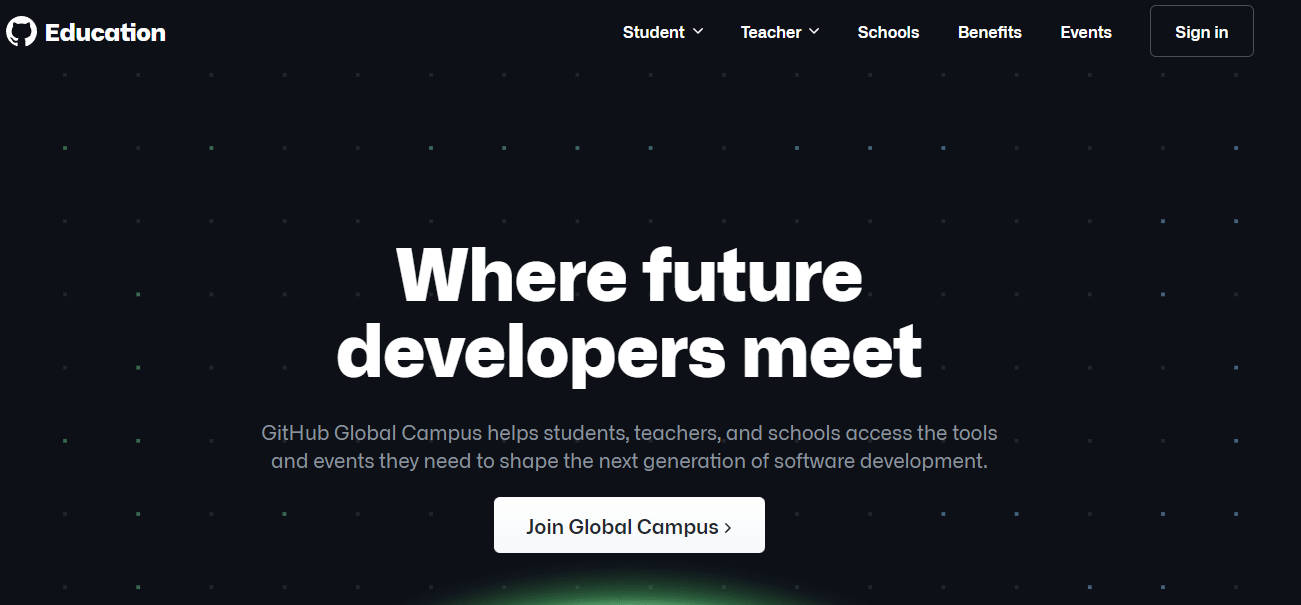 Education
Student
Teacher
Schools
Benefits
Events
Sign in
Where future
developers meet
GitHub Global Campus helps students, teachers, and schools access the tools
and events they need to shape the next generation of software development.
Join Global Campus ›